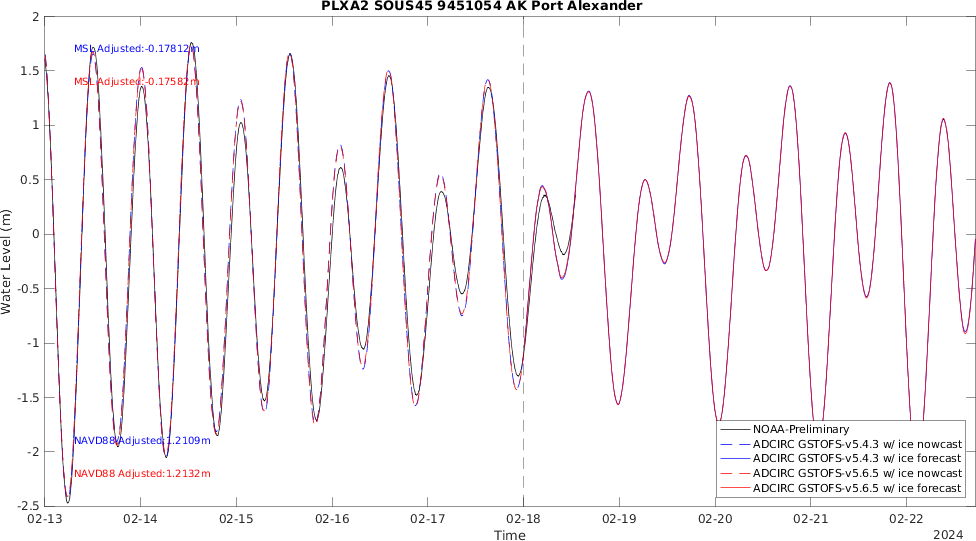 PLXA2 SOUS45 9451054 AK Port Alexander
2
1.5
1
0.5
0
-0.5
-1
-1.5
-2
-2.5
Water Level (m)
MSL Adjusted:-0.17812m
MSL Adjusted:-0.17582m
NAVD88 Adjusted:1.2109m
NAVD88 Adjusted:1.2132m
NOAA-Preliminary
ADCIRC GSTOFS-v5.4.3 w/ ice nowcast
ADCIRC GSTOFS-v5.4.3 w/ ice forecast
ADCIRC GSTOFS-v5.6.5 w/ ice nowcast
ADCIRC GSTOFS-v5.6.5 w/ ice forecast
02-13 02-14 02-15 02-16 02-17 02-18 02-19 02-20 02-21 02-22
Time
2024